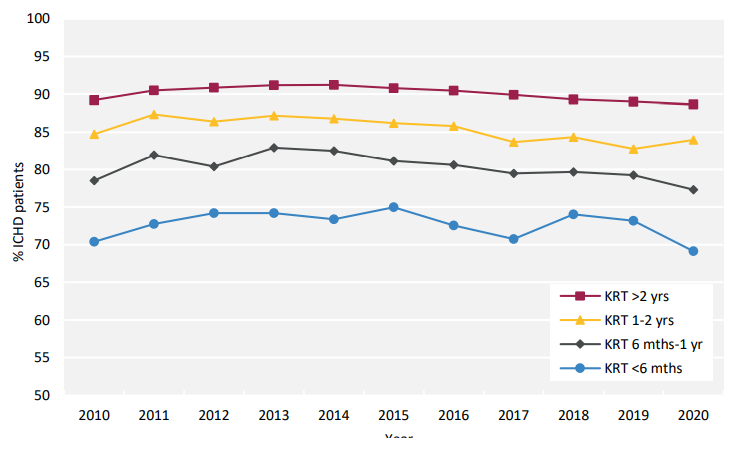 100
95
90
85
80
75
70
65
60
55
50
% ICHD patients
KRT >2 yrs
KRT 1-2 yrs
KRT 6 mths-1 yr
KRT <6 mths
2010 2011 2012 2013 2014 2015 2016 2017 2018 2019 2020
Year